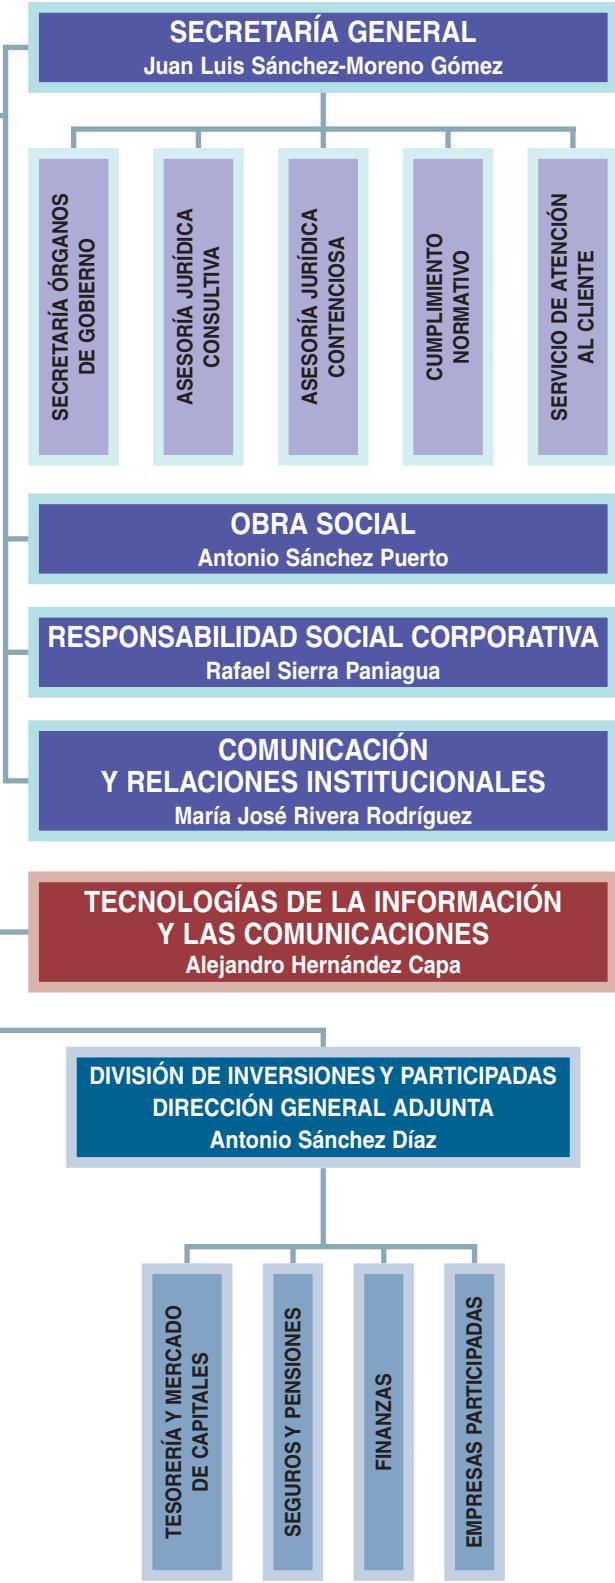 SECRETARÍA GENERAL
Juan Luis Sánchez-Moreno Gómez
SECRETARÍA ÓRGANOS
DE GOBIERNO
ASESORÍA JURÍDICA
CONSULTIVA
ASESORÍA JURÍDICA
CONTENCIOSA
CUMPLIMIENTO
NORMATIVO
SERVICIO DE ATENCIÓN
AL CLIENTE
OBRA SOCIAL
Antonio Sánchez Puerto
RESPONSABILIDAD SOCIAL CORPORATIVA
Rafael Sierra Paniagua
COMUNICACIÓN
Y RELACIONES INSTITUCIONALES
María José Rivera Rodríguez
TECNOLOGÍAS DE LA INFORMACIÓN
Y LAS COMUNICACIONES
Alejandro Hernández Capa
DIVISIÓN DE INVERSIONES Y PARTICIPADAS
DIRECCIÓN GENERAL ADJUNTA
Antonio Sánchez Díaz
TESORERÍA Y MERCADO
DE CAPITALES
SEGUROS Y PENSIONES
FINANZAS
EMPRESAS PARTICIPADAS